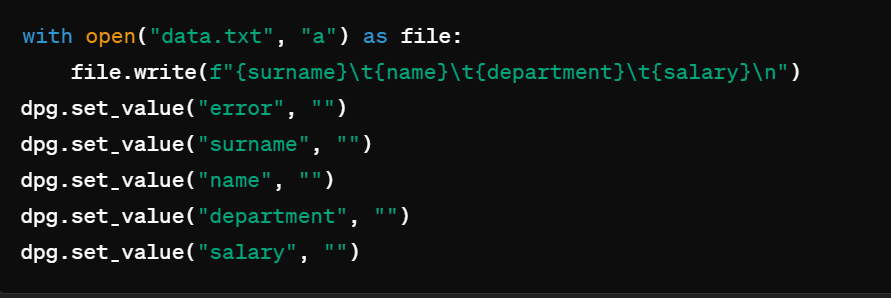 with open("data.txt", "a") as file:
    file.write(f"{surname}\t{name}\t{department}\t{salary}\n")
dpg.set_value("error", "")
dpg.set_value("surname", "")
dpg.set_value("name", "")
dpg.set_value("department", "")
dpg.set_value("salary", "")